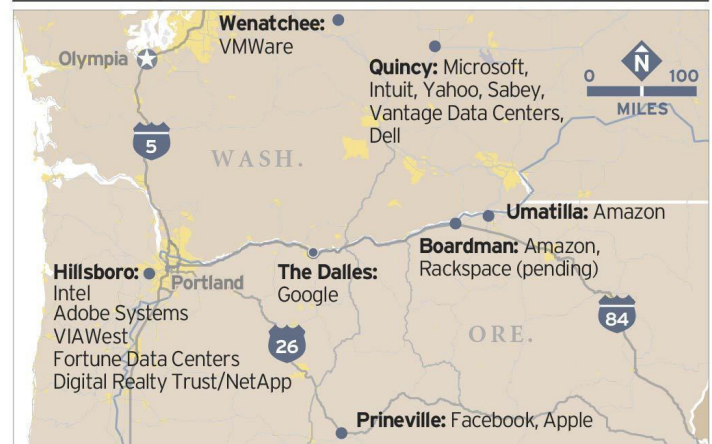 Wenatchee:
VMWare
Olympia
Quincy: Microsoft,
Intuit, Yahoo, Sabey,
Vantage Data Centers,
Dell
N
0 100
MILES
5
WASH.
Umatilla: Amazon
Boardman: Amazon,
Rackspace (pending)
Hillsboro:
Intel
Adobe Systems
VIAWest
Fortune Data Centers
Digital Realty Trust/NetApp
Portland
The Dalles:
Google
84
ORE.
26
Prineville: Facebook, Apple